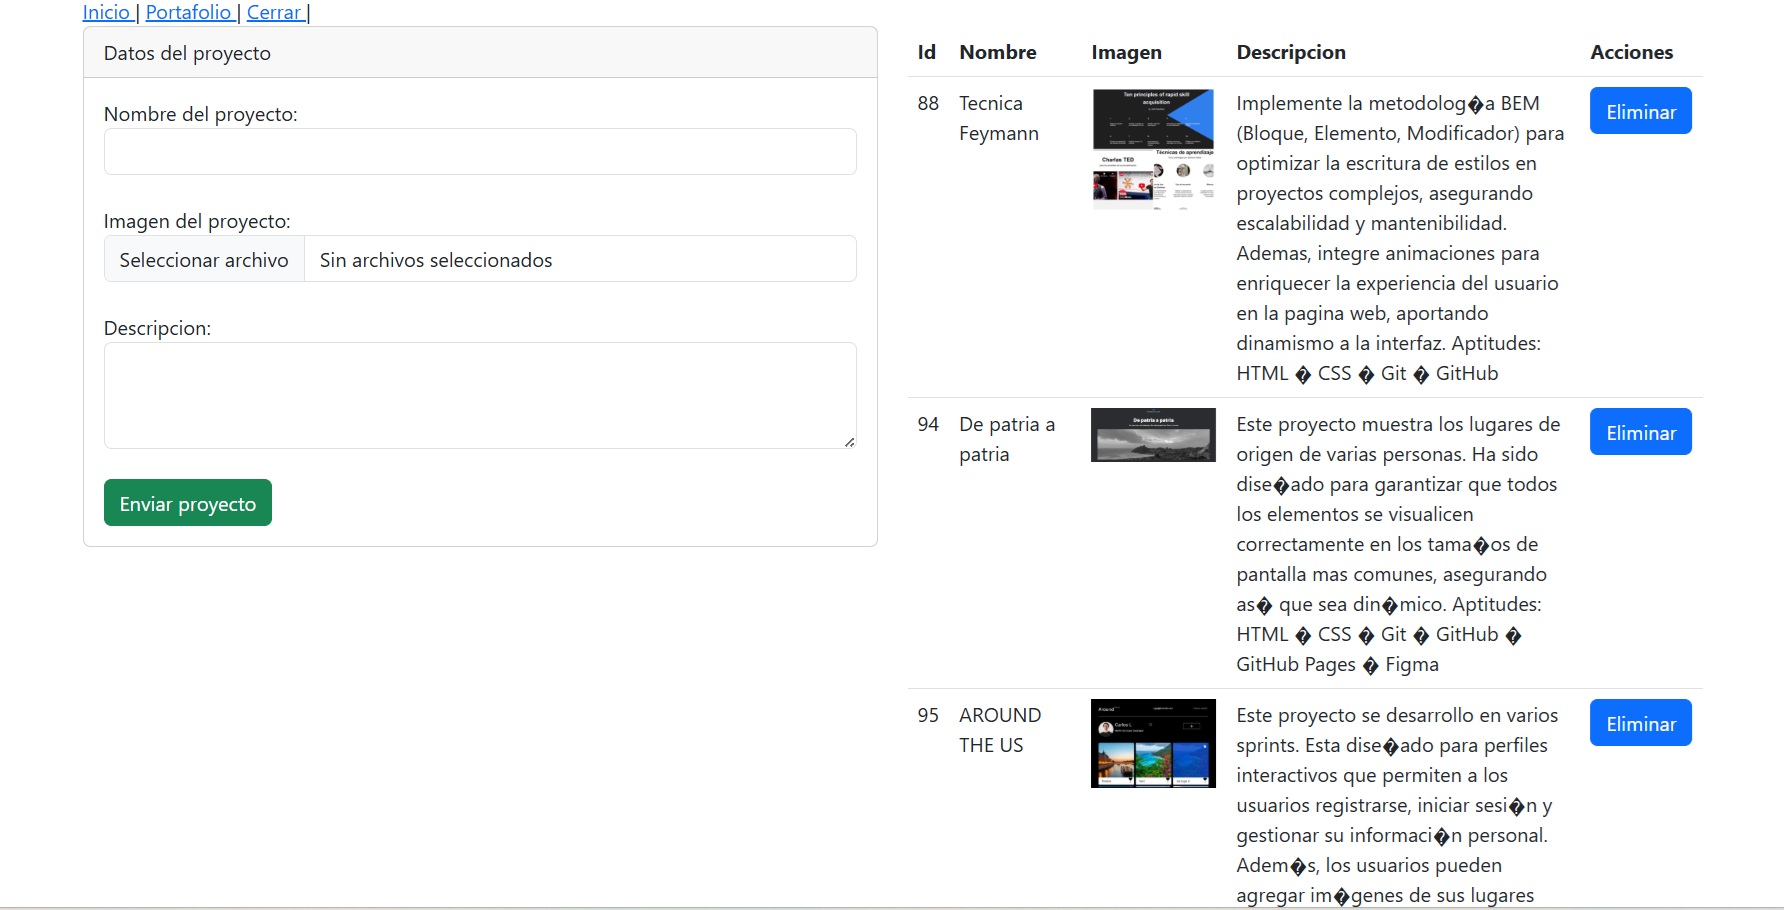 Inicio | Portafolio | Cerrar |
Datos del proyecto
Nombre del proyecto:
Imagen del proyecto:
Seleccionar archivo Sin archivos seleccionados
Descripcion:
Enviar proyecto
Id Nombre Imagen Descripcion Acciones
88 Tecnica
Feymann
Ten principles of rapid skill
acquisition
Charlas TED
Tecnicas de aprendizaje
Implemente la metodolog�a BEM
(Bloque, Elemento, Modificador) para
optimizar la escritura de estilos en
proyectos complejos, asegurando
escalabilidad y mantenibilidad.
Ademas, integre animaciones para
enriquecer la experiencia del usuario
en la pagina web, aportando
dinamismo a la interfaz. Aptitudes:
HTML � CSS � Git � GitHub
Eliminar
94 De patria a
patria
De patria a patria
Este proyecto muestra los lugares de
origen de varias personas. Ha sido
dise�ado para garantizar que todos
los elementos se visualicen
correctamente en los tama�os de
pantalla mas comunes, asegurando
as� que sea din�mico. Aptitudes:
HTML � CSS � Git � GitHub �
GitHub Pages � Figma
Eliminar
95 AROUND
THE US
Around
Carlos L
Este proyecto se desarrollo en varios
sprints. Esta dise�ado para perfiles
interactivos que permiten a los
usuarios registrarse, iniciar sesi�n y
gestionar su informaci�n personal.
Adem�s, los usuarios pueden
agregar im�genes de sus lugares
Eliminar